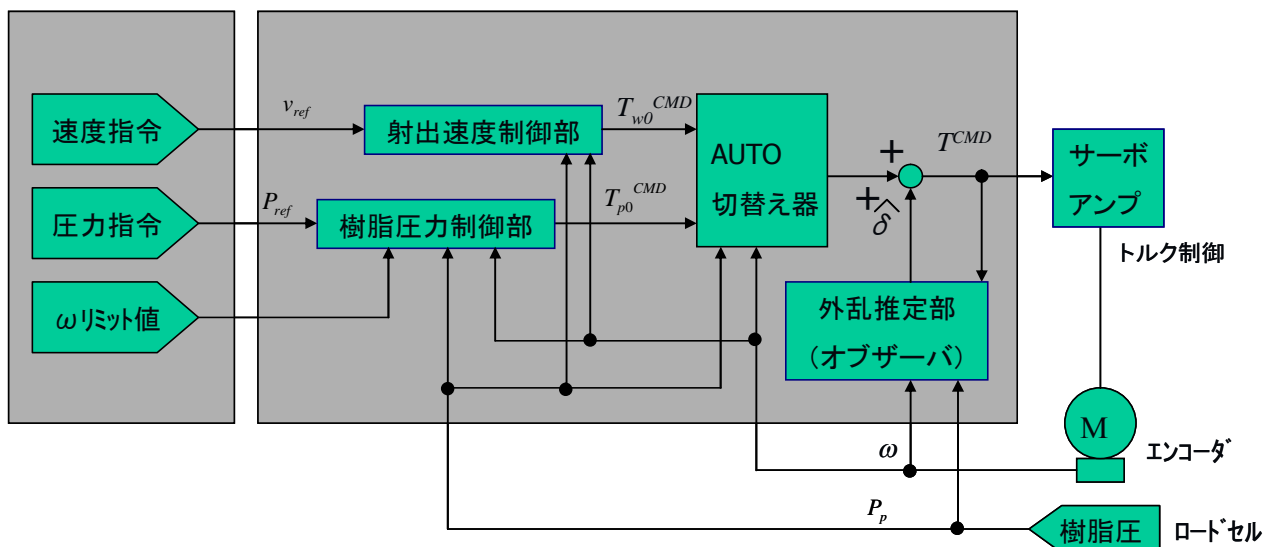 速度指令
v_ref
射出速度制御部
T_w0^CMD
AUTO
切替え器
+
T^CMD
サーボ
アンプ
圧力指令
P_ref
樹脂圧力制御部
T_p0^CMD
+
δ̂
トルク制御
ωリミット値
外乱推定部
(オブザーバ)
M
エンコーダ
ω
P_p
樹脂圧
ロードセル